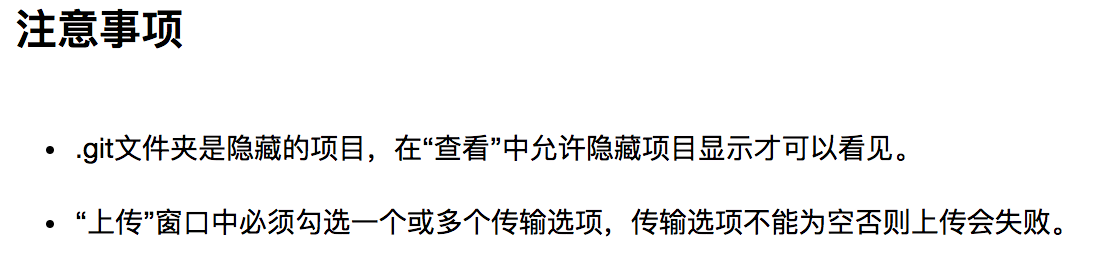 注意事项
.git文件夹是隐藏的项目，在“查看”中允许隐藏项目显示才可以看见。
“上传”窗口中必须勾选一个或多个传输选项，传输选项不能为空否则上传会失败。